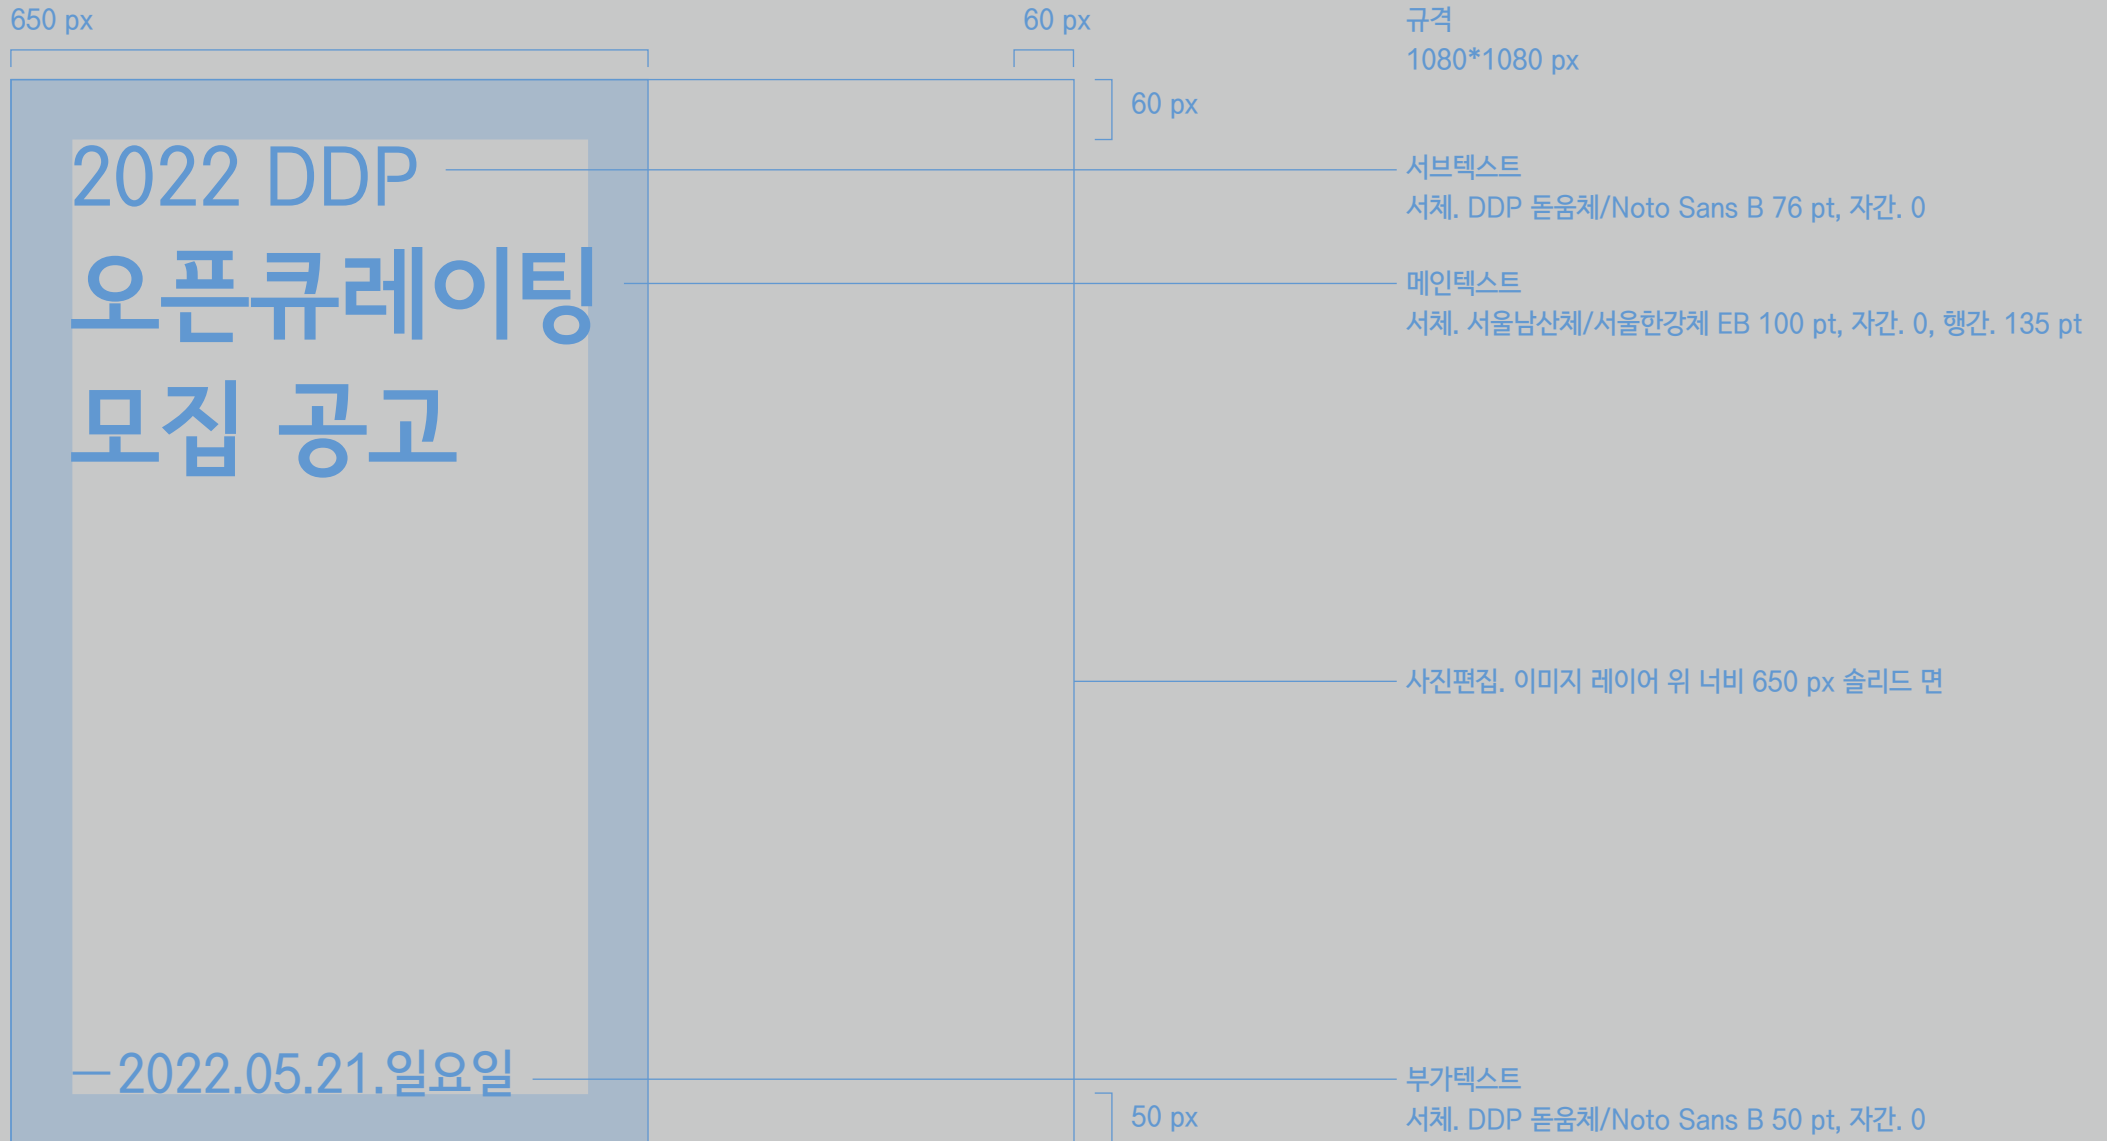 650 px
60 px
규격
1080*1080 px
60 px
2022 DDP
서브텍스트
서체. DDP 돋움체/Noto Sans B 76 pt, 자간. 0
오픈큐레이팅
모집 공고
메인텍스트
서체. 서울남산체/서울한강체 EB 100 pt, 자간. 0, 행간. 135 pt
사진편집. 이미지 레이어 위 너비 650 px 솔리드 면
—2022.05.21.일요일
부가텍스트
서체. DDP 돋움체/Noto Sans B 50 pt, 자간. 0
50 px